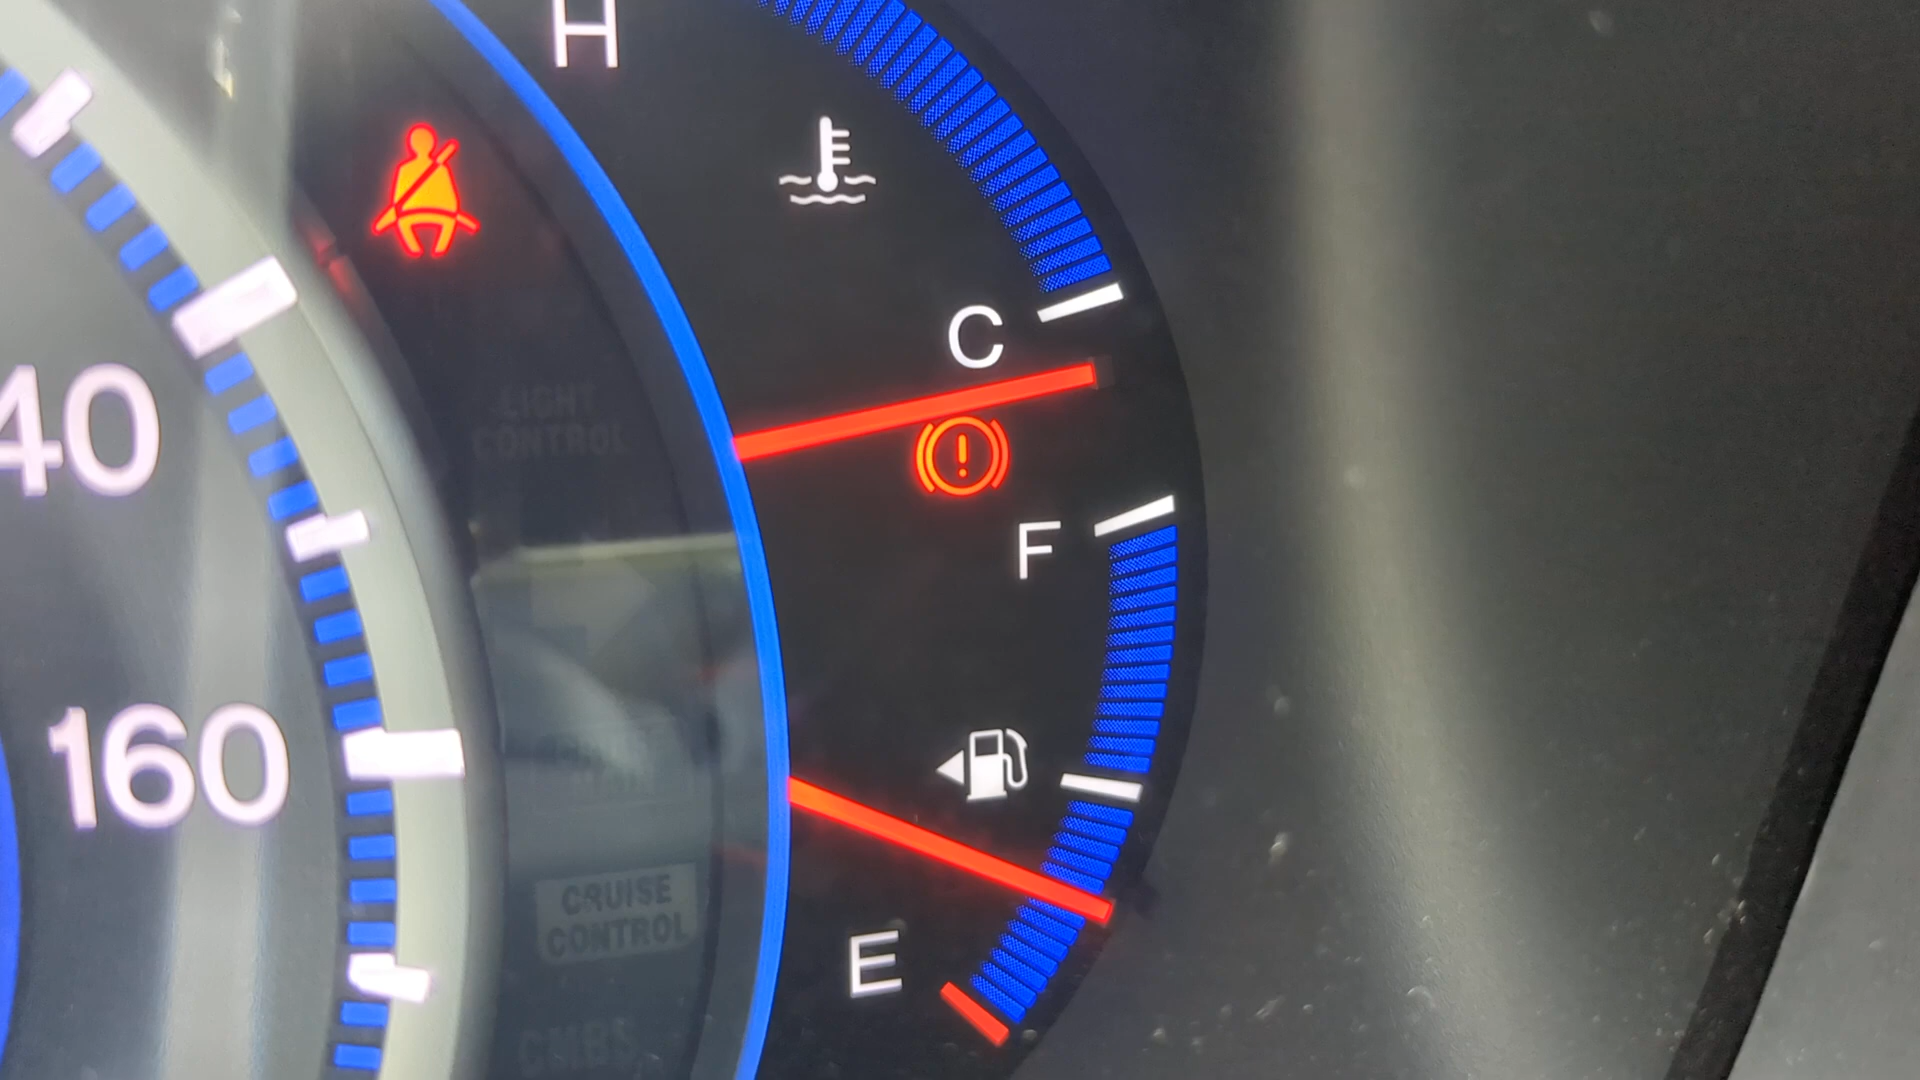 H
C
LIGHT
CONTROL
40
F
160
CRUISE
CONTROL
E
CMBS